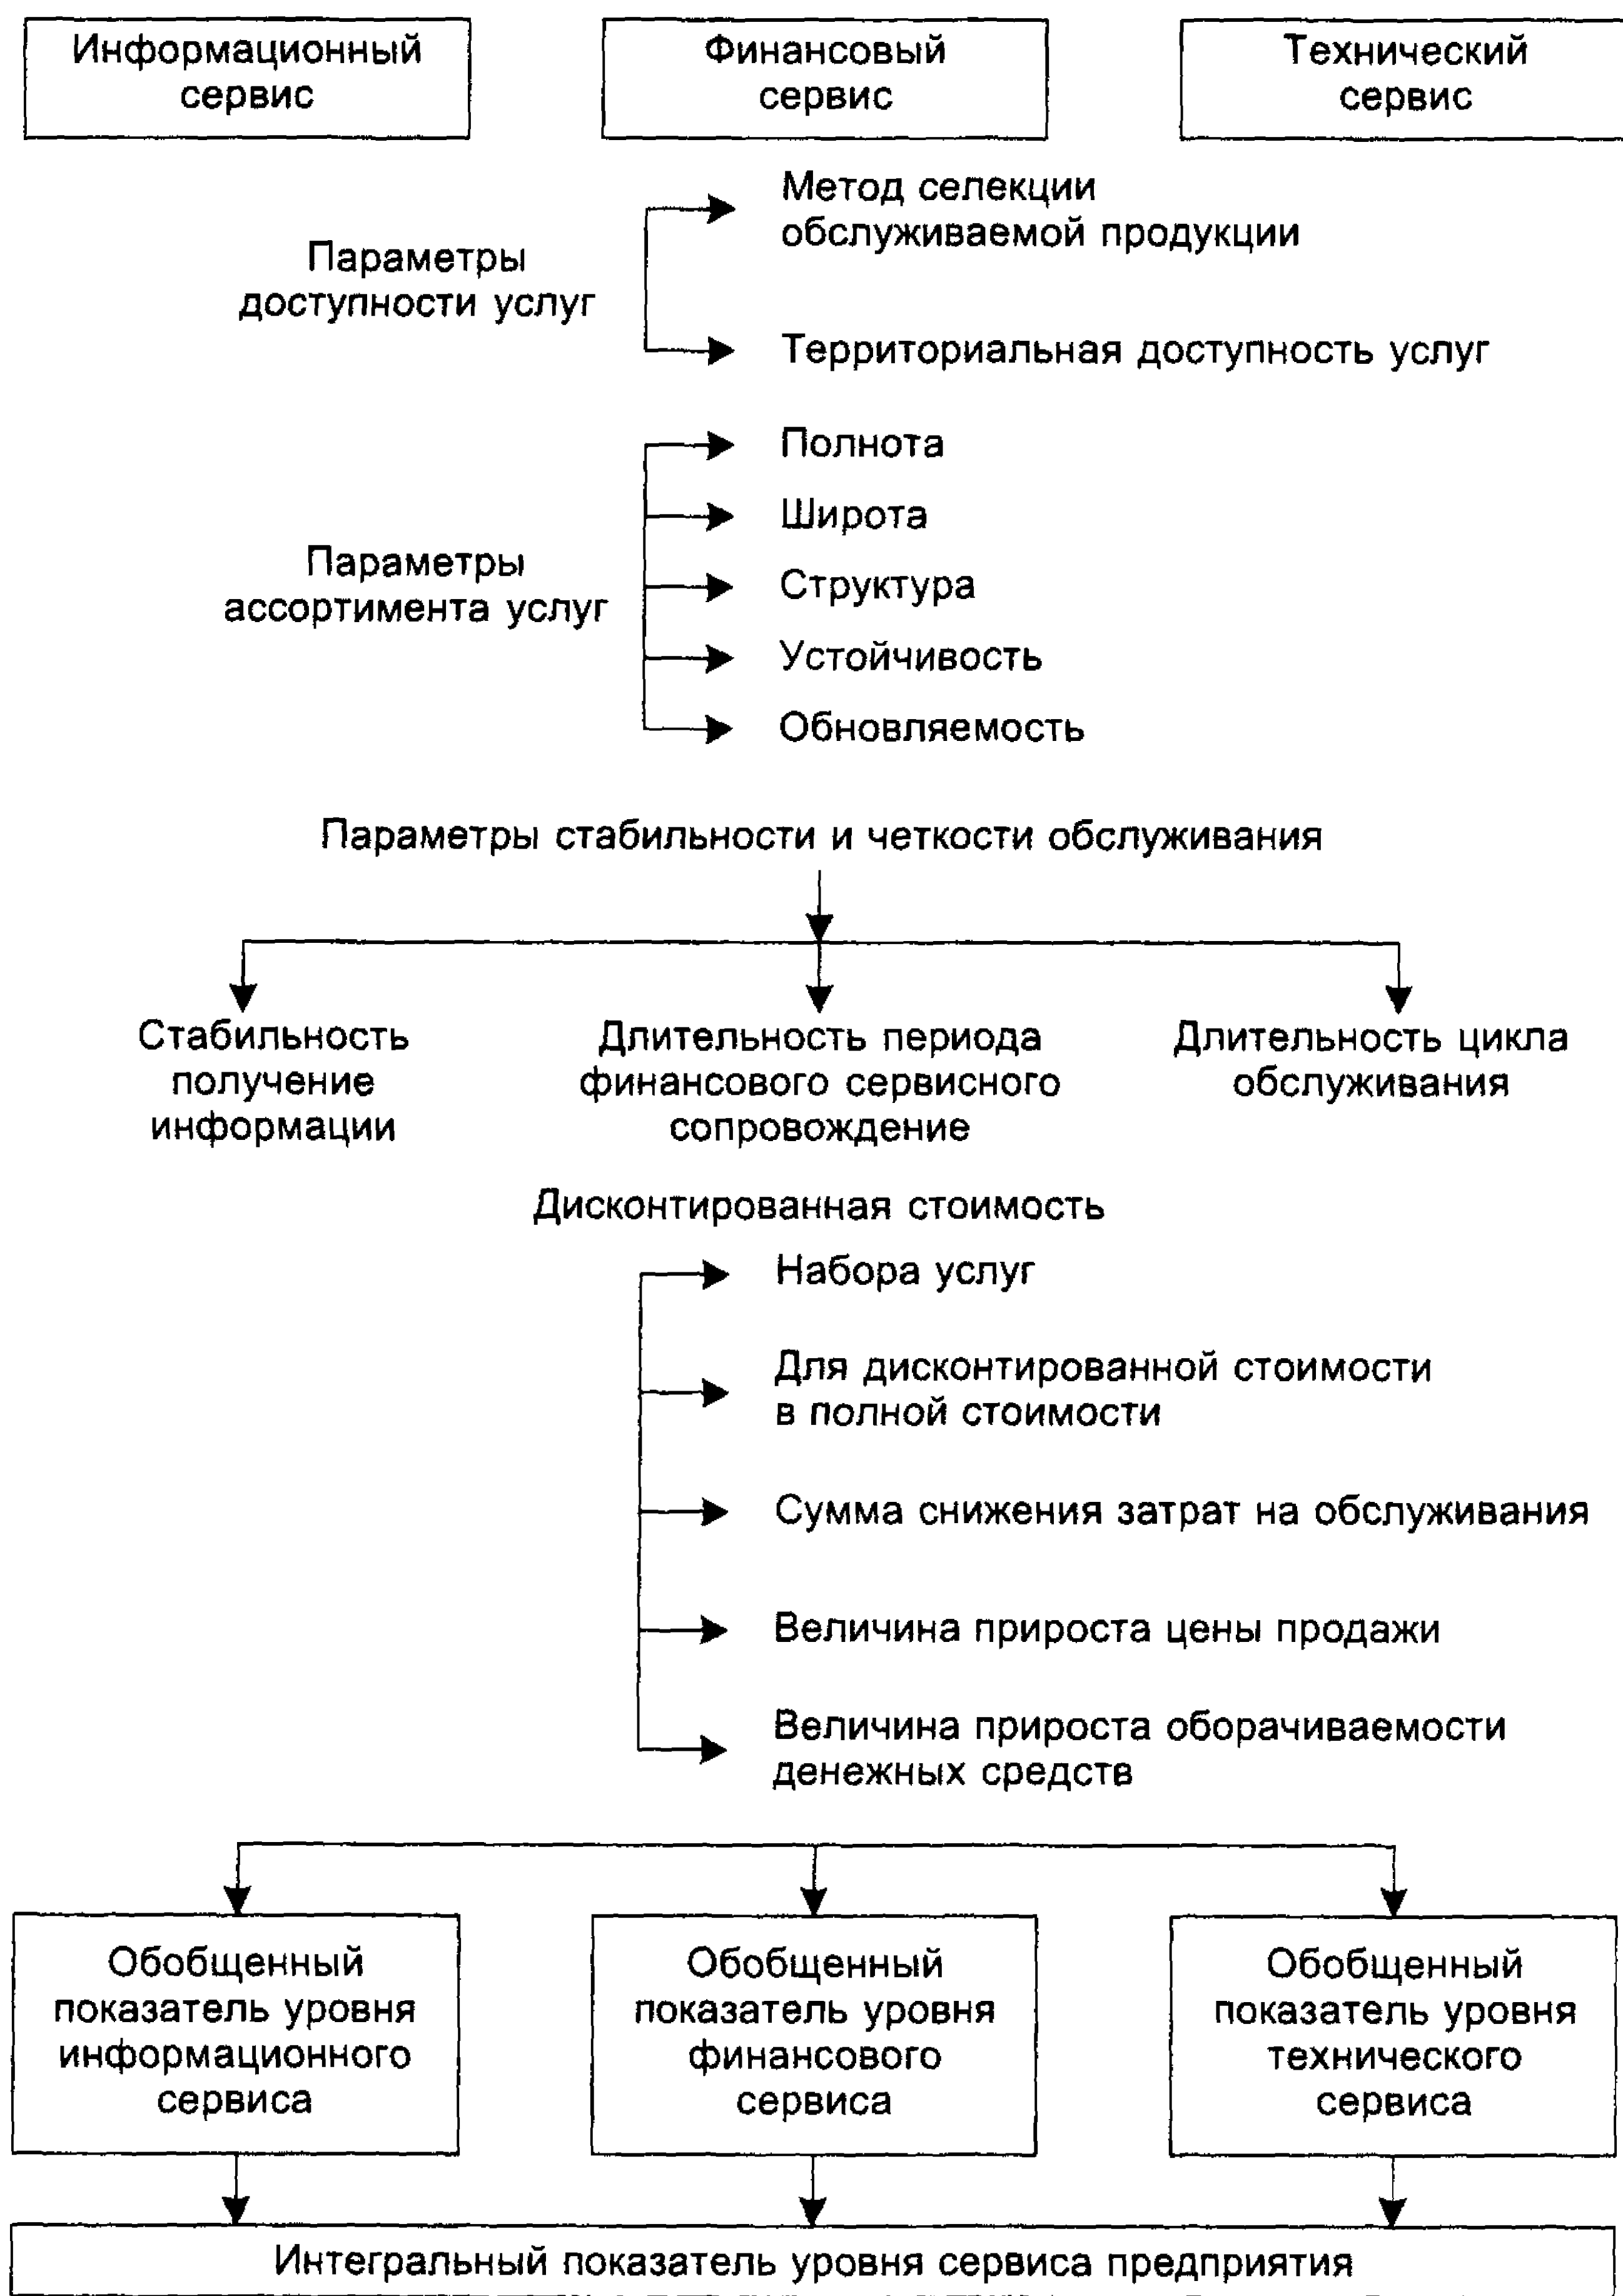 Информационный
сервис
Финансовый
сервис
Технический
сервис
Параметры
доступности услуг
Метод селекции
обслуживаемой продукции
Территориальная доступность услуг
Параметры
ассортимента услуг
Полнота
Широта
Структура
Устойчивость
Обновляемость
Параметры стабильности и четкости обслуживания
Стабильность
получение
информации
Длительность периода
финансового сервисного
сопровождение
Длительность цикла
обслуживания
Дисконтированная стоимость
Набора услуг
Для дисконтированной стоимости
в полной стоимости
Сумма снижения затрат на обслуживания
Величина прироста цены продажи
Величина прироста оборачиваемости
денежных средств
Обобщенный
показатель уровня
информационного
сервиса
Обобщенный
показатель уровня
финансового
сервиса
Обобщенный
показатель уровня
технического
сервиса
Интегральный показатель уровня сервиса предприятия